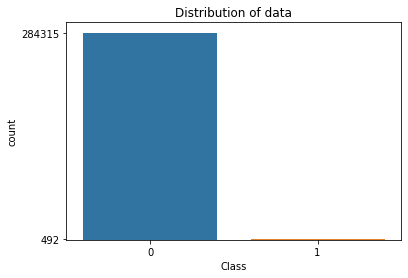 Distribution of data
284315
count
492
0
1
Class